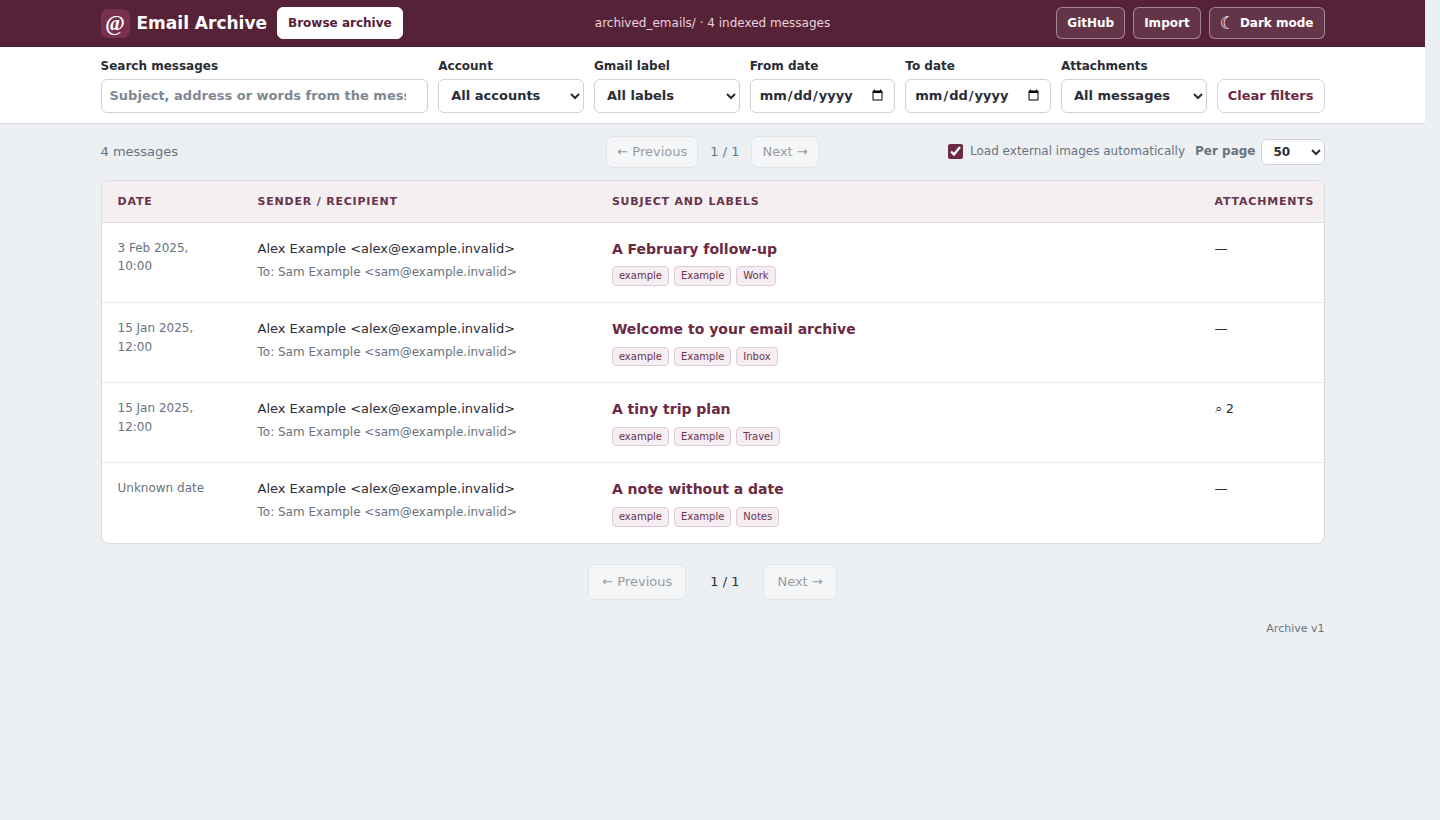 @ Email Archive Browse archive archived_emails/ · 4 indexed messages GitHub Import ☾ Dark mode
Search messages Account Gmail label From date To date Attachments
Subject, address or words from the mes All accounts All labels mm/dd/yyyy mm/dd/yyyy All messages Clear filters
4 messages ← Previous 1 / 1 Next → Load external images automatically Per page 50
DATE SENDER / RECIPIENT SUBJECT AND LABELS ATTACHMENTS
3 Feb 2025, Alex Example <alex@example.invalid> A February follow-up —
10:00 To: Sam Example <sam@example.invalid> example Example Work
15 Jan 2025, Alex Example <alex@example.invalid> Welcome to your email archive —
12:00 To: Sam Example <sam@example.invalid> example Example Inbox
15 Jan 2025, Alex Example <alex@example.invalid> A tiny trip plan 2
12:00 To: Sam Example <sam@example.invalid> example Example Travel
Unknown date Alex Example <alex@example.invalid> A note without a date —
To: Sam Example <sam@example.invalid> example Example Notes
← Previous 1 / 1 Next →
Archive v1